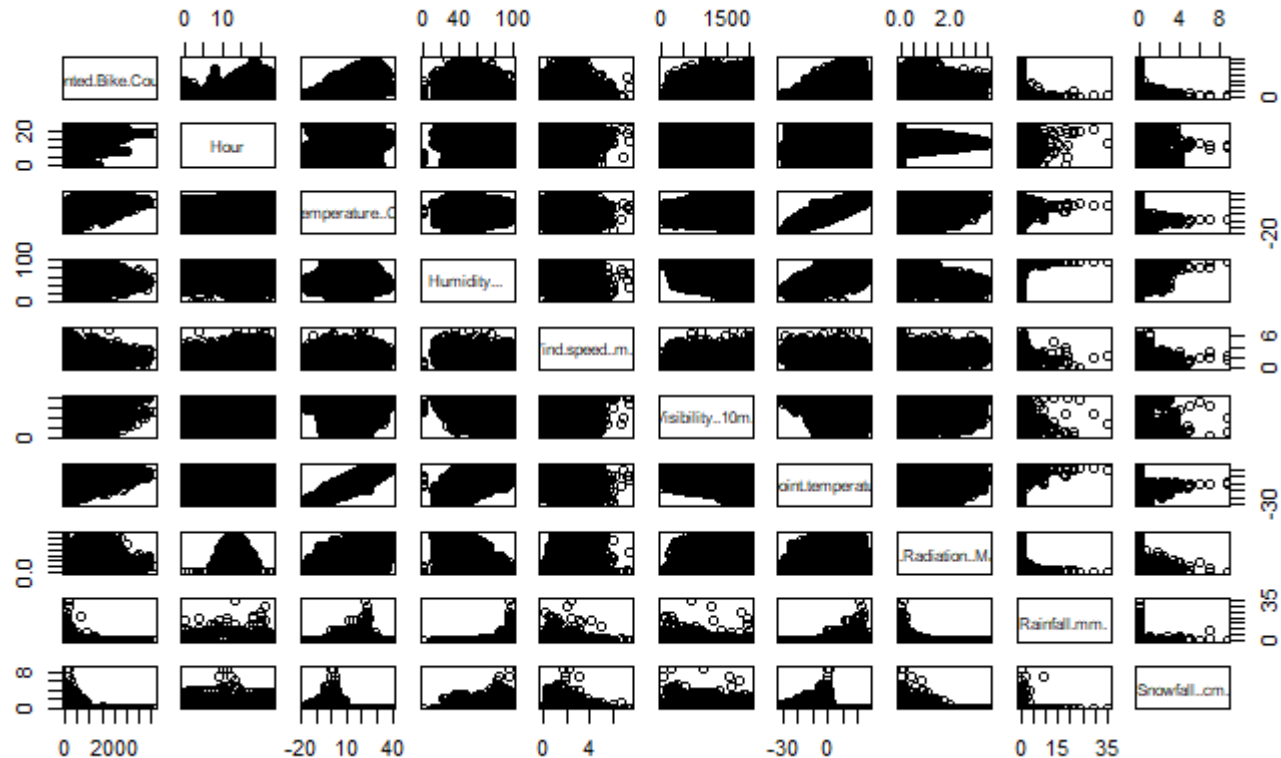 0 10 0 40 100 0 1500 0.0 2.0 0 4 8
nted.Bike.Cou 0
0 20 Hour
emperature..C -20
0 100 Humidity...
ind.speed..m. 0 6
0 Visibility..10m.
oint.temperatu -30
0.0 .Radiation..M
Rainfall.mm. 0 35
0 8 Snowfall..cm.
0 2000 -20 10 40 0 4 -30 0 0 15 35